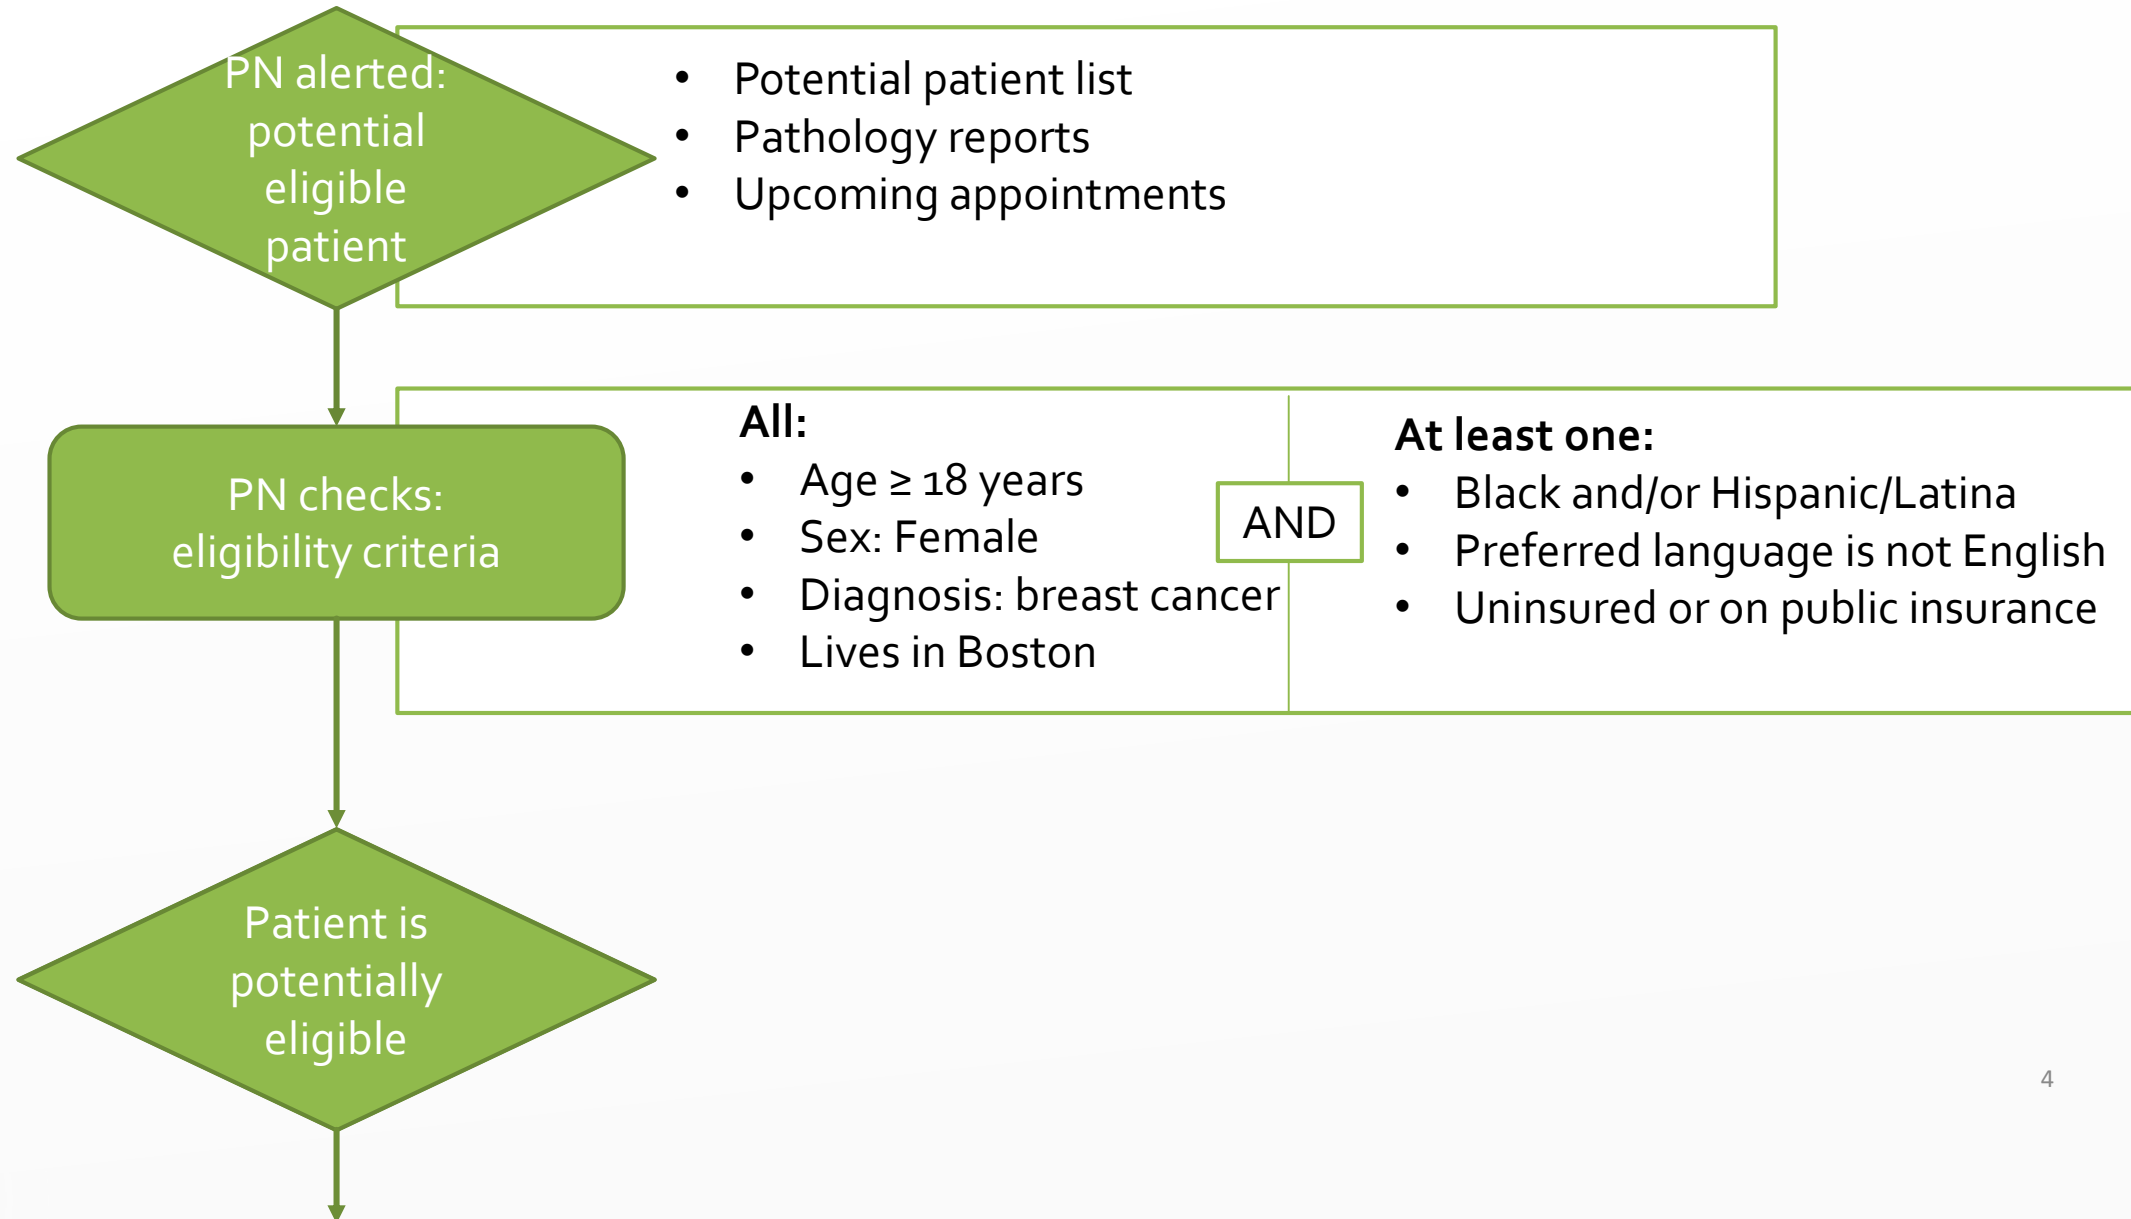 PN alerted:
potential
eligible
patient
• Potential patient list
• Pathology reports
• Upcoming appointments
PN checks:
eligibility criteria
All:
• Age ≥ 18 years
• Sex: Female
• Diagnosis: breast cancer
• Lives in Boston
AND
At least one:
• Black and/or Hispanic/Latina
• Preferred language is not English
• Uninsured or on public insurance
Patient is
potentially
eligible
4